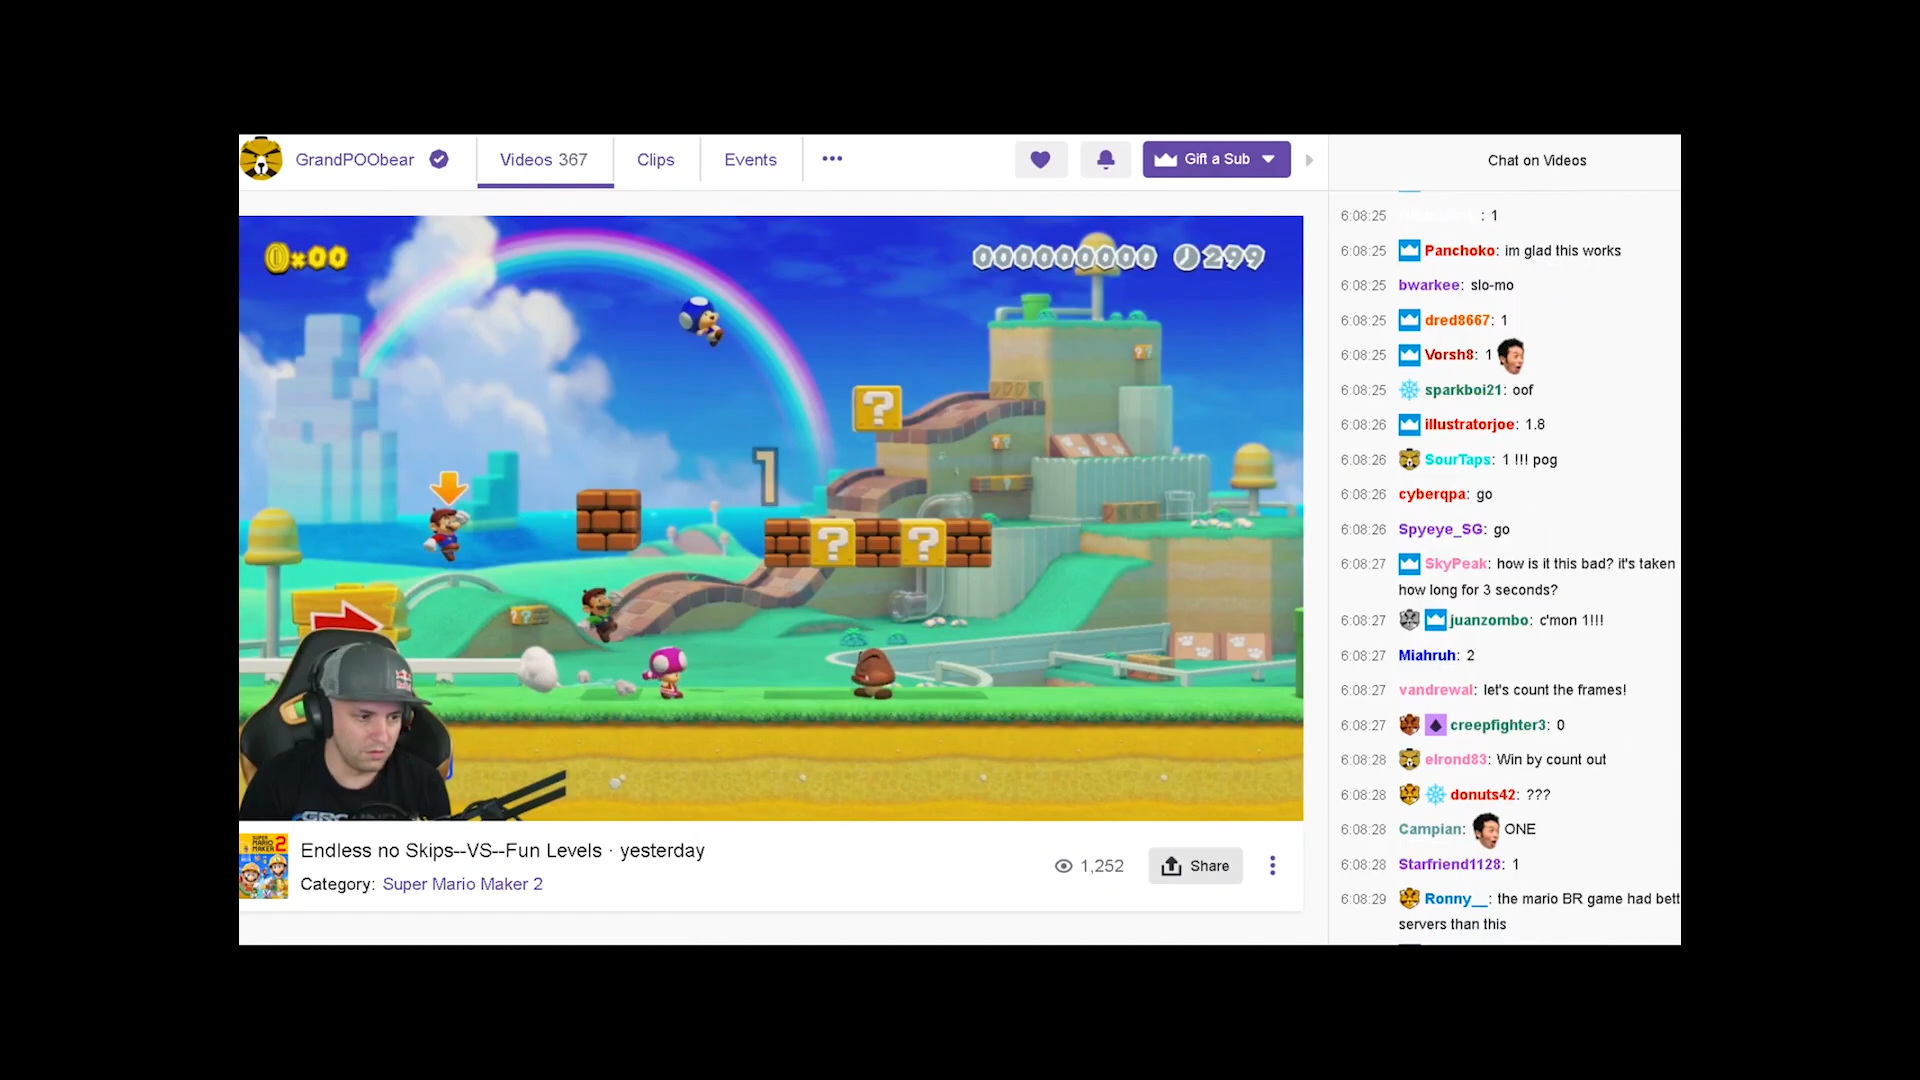 GrandPOObear
Videos 367
Clips
Events
Gift a Sub
Chat on Videos
x00
000000000 299
1
?
? ?
Endless no Skips--VS--Fun Levels · yesterday
Category: Super Mario Maker 2
1,252
Share
SUPER MARIO MAKER 2
6:08:25 : 1
6:08:25 Panchoko: im glad this works
6:08:25 bwarkee: slo-mo
6:08:25 dred8667: 1
6:08:25 Vorsh8: 1
6:08:25 sparkboi21: oof
6:08:26 illustratorjoe: 1.8
6:08:26 SourTaps: 1 !!! pog
6:08:26 cyberqpa: go
6:08:26 Spyeye_SG: go
6:08:27 SkyPeak: how is it this bad? it's taken
how long for 3 seconds?
6:08:27 juanzombo: c'mon 1!!!
6:08:27 Miahruh: 2
6:08:27 vandrewal: let's count the frames!
6:08:27 creepfighter3: 0
6:08:28 elrond83: Win by count out
6:08:28 donuts42: ???
6:08:28 Campian: ONE
6:08:28 Starfriend1128: 1
6:08:29 Ronny__: the mario BR game had bett
servers than this